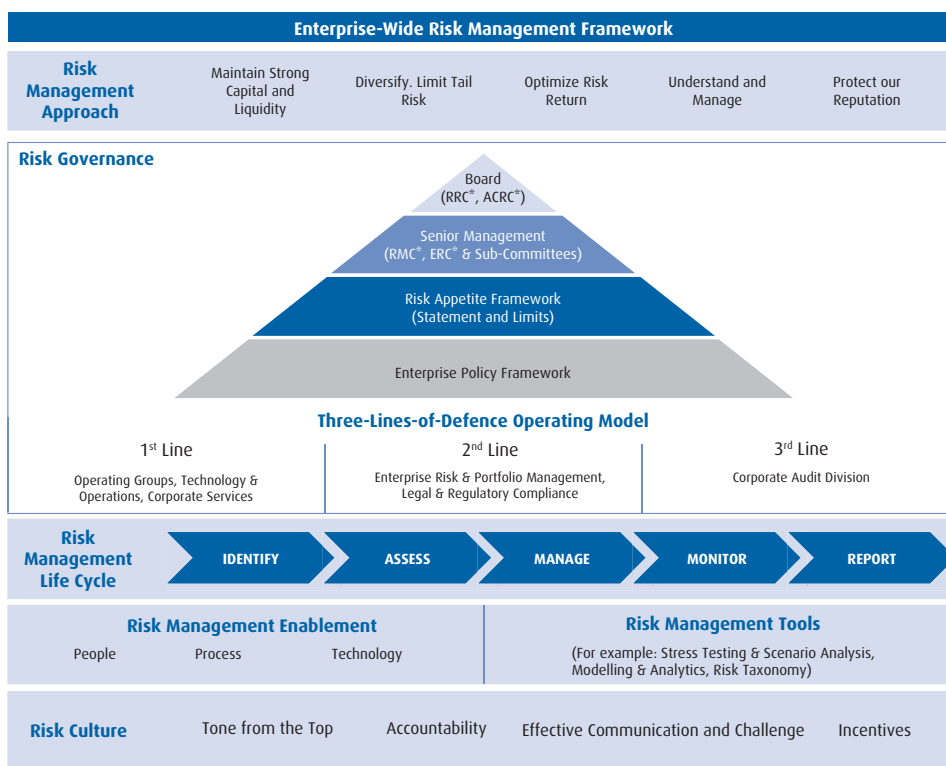 Enterprise-Wide Risk Management Framework
Risk
Management
Approach
Maintain Strong
Capital and
Liquidity
Diversify. Limit Tail
Risk
Optimize Risk
Return
Understand and
Manage
Protect our
Reputation
Risk Governance
Board
(RRC*, ACRC*)
Senior Management
(RMC*, ERC* & Sub-Committees)
Risk Appetite Framework
(Statement and Limits)
Enterprise Policy Framework
Three-Lines-of-Defence Operating Model
1st Line
Operating Groups, Technology &
Operations, Corporate Services
2nd Line
Enterprise Risk & Portfolio Management,
Legal & Regulatory Compliance
3rd Line
Corporate Audit Division
Risk
Management
Life Cycle
IDENTIFY
ASSESS
MANAGE
MONITOR
REPORT
Risk Management Enablement
People
Process
Technology
Risk Management Tools
(For example: Stress Testing & Scenario Analysis,
Modelling & Analytics, Risk Taxonomy)
Risk Culture
Tone from the Top
Accountability
Effective Communication and Challenge
Incentives